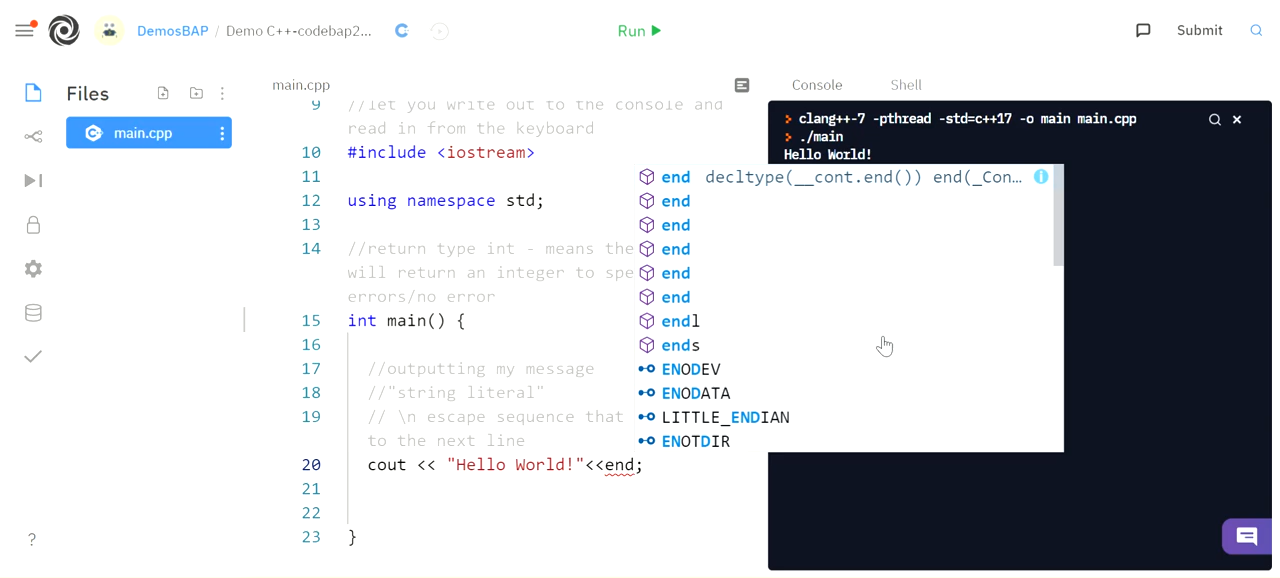 DemosBAP / Demo C++-codebap2...
Run
Submit
Files
main.cpp
main.cpp
Console
Shell
9 //let you write out to the console and
read in from the keyboard
10 #include <iostream>
11
12 using namespace std;
13
14 //return type int - means the
will return an integer to spe
errors/no error
15 int main() {
16
17 //outputting my message
18 //"string literal"
19 // \n escape sequence that
to the next line
20 cout << "Hello World!"<<end;
21
22
23 }
end decltype(__cont.end()) end(_Con...
end
end
end
end
end
endl
ends
ENODEV
ENODATA
LITTLE_ENDIAN
ENOTDIR
> clang++-7 -pthread -std=c++17 -o main main.cpp
> ./main
Hello World!
?